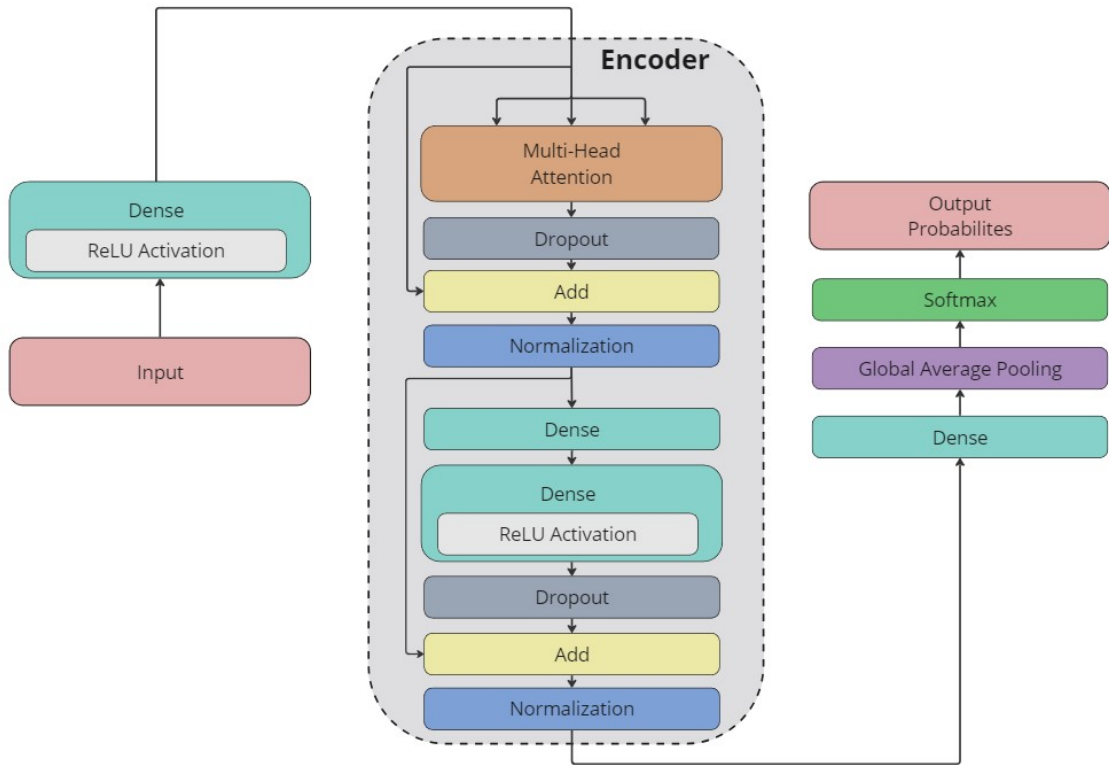 Dense
ReLU Activation
Input
Encoder
Multi-Head
Attention
Dropout
Add
Normalization
Dense
Dense
ReLU Activation
Dropout
Add
Normalization
Output
Probabilites
Softmax
Global Average Pooling
Dense